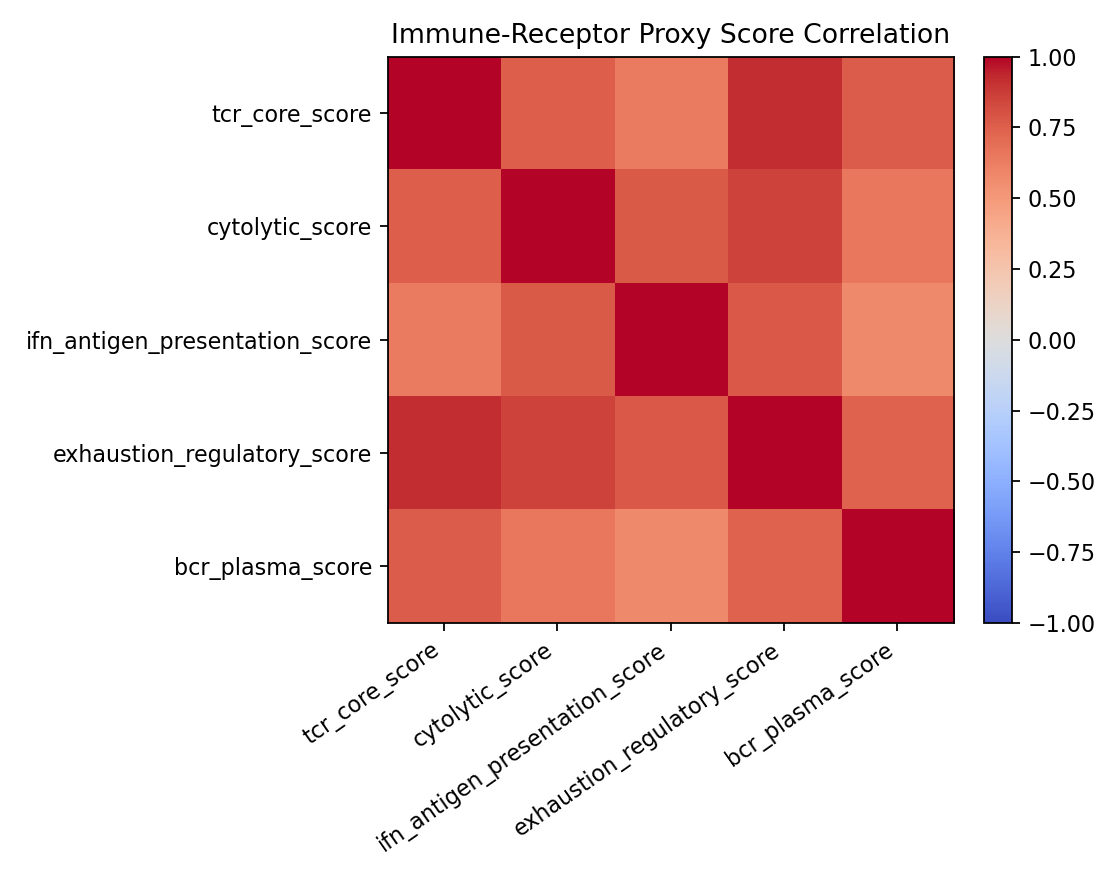 Immune-Receptor Proxy Score Correlation
tcr_core_score
cytolytic_score
ifn_antigen_presentation_score
exhaustion_regulatory_score
bcr_plasma_score
tcr_core_score
cytolytic_score
ifn_antigen_presentation_score
exhaustion_regulatory_score
bcr_plasma_score
1.00
0.75
0.50
0.25
0.00
−0.25
−0.50
−0.75
−1.00